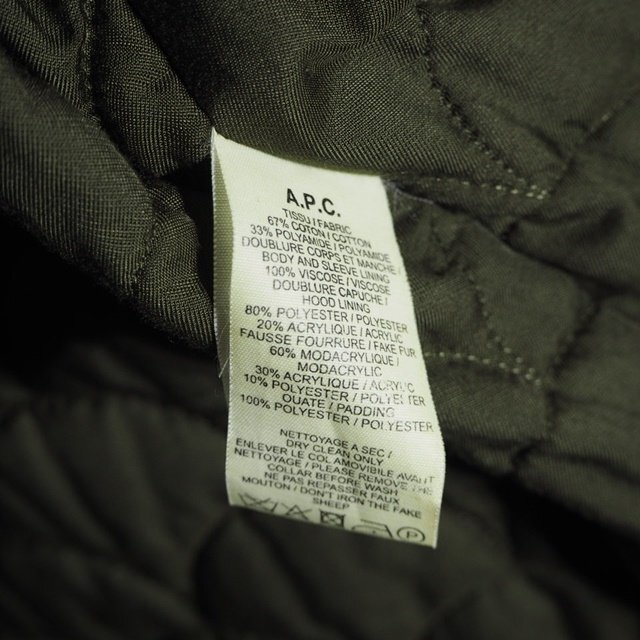 A.P.C.
TISSU / FABRIC
67% COTON / COTTON
33% POLYAMIDE / POLYAMIDE
DOUBLURE CORPS ET MANCHE /
BODY AND SLEEVE LINING
100% VISCOSE / VISCOSE
DOUBLURE CAPUCHE /
HOOD LINING
80% POLYESTER / POLYESTER
20% ACRYLIQUE / ACRYLIC
FAUSSE FOURRURE / FAKE FUR
60% MODACRYLIQUE /
MODACRYLIC
30% ACRYLIQUE / ACRYLIC
10% POLYESTER / POLYESTER
OUATE / PADDING
100% POLYESTER / POLYESTER
NETTOYAGE A SEC /
DRY CLEAN ONLY
ENLEVER LE COL AMOVIBLE AVANT
NETTOYAGE / PLEASE REMOVE THE
COLLAR BEFORE WASH
NE PAS REPASSER FAUX
MOUTON / DON'T IRON THE FAKE
SHEEP
P